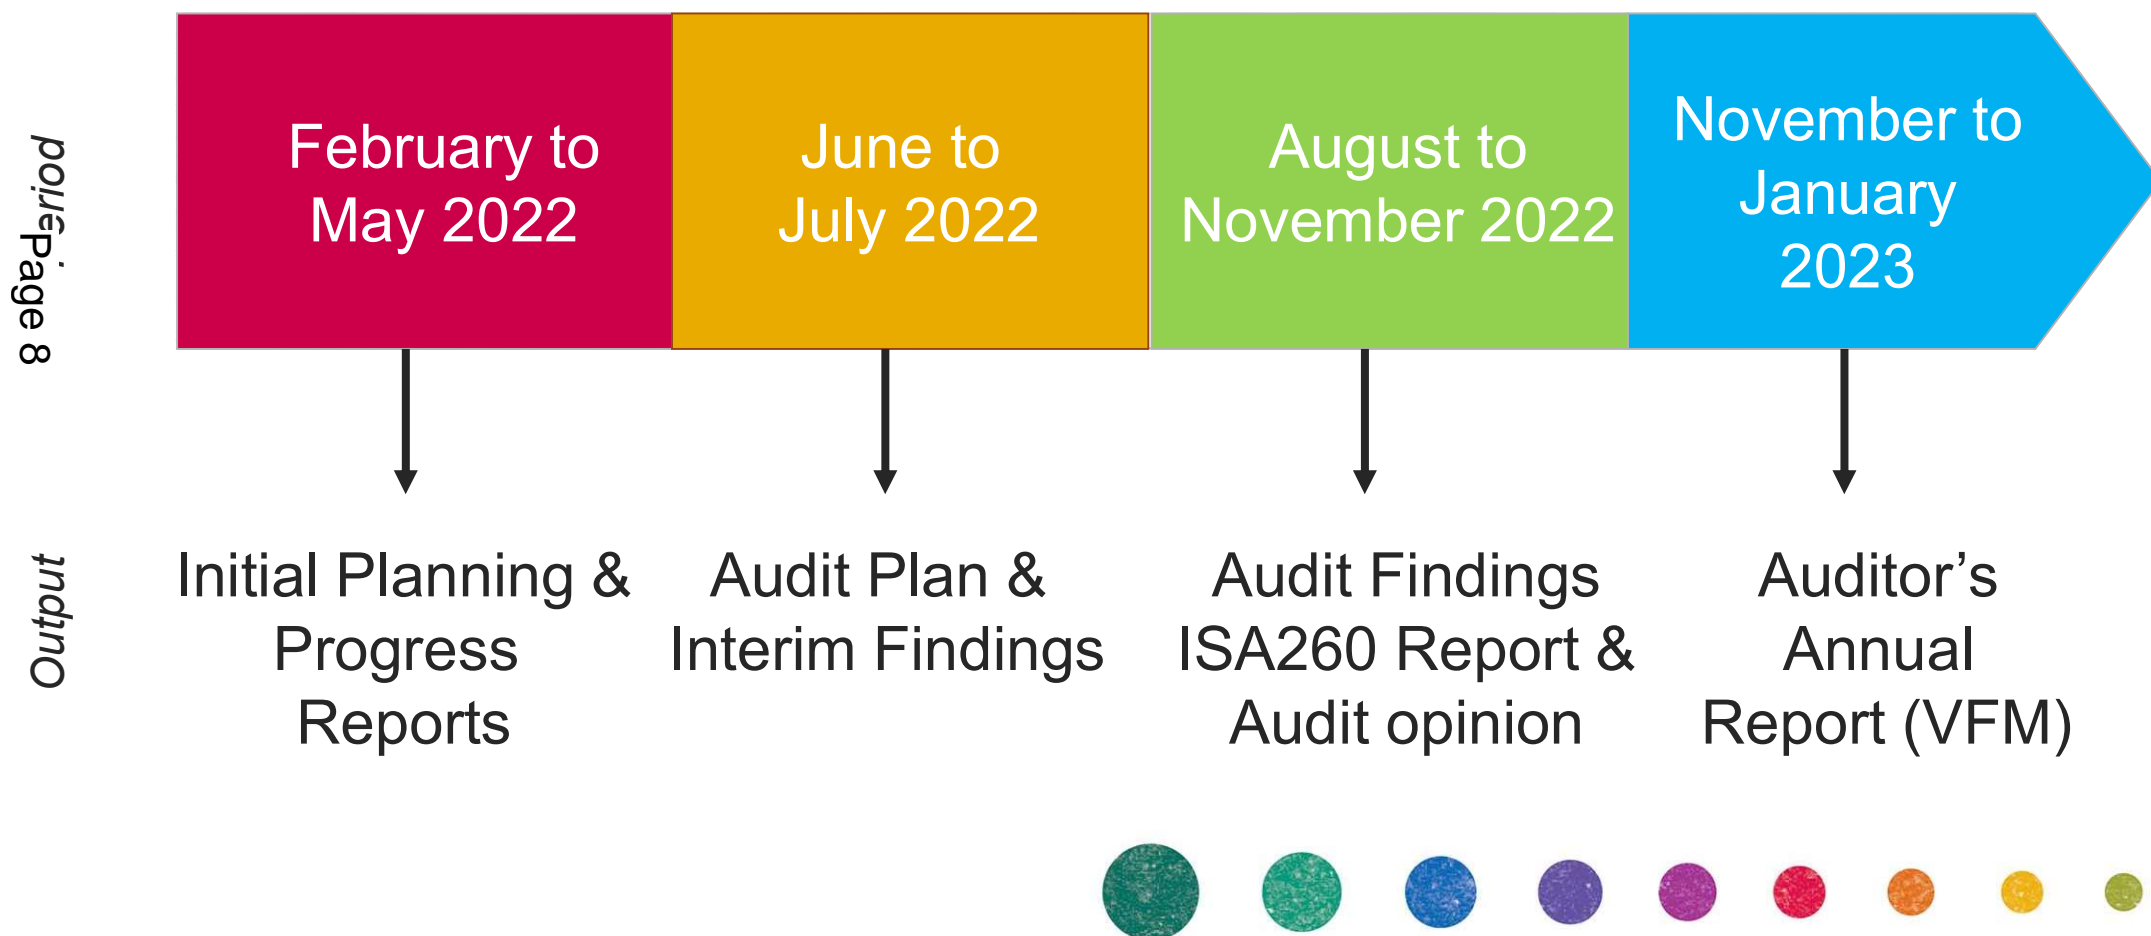 period
Page 8
February to
May 2022
June to
July 2022
August to
November 2022
November to
January
2023
Output
Initial Planning &
Progress
Reports
Audit Plan &
Interim Findings
Audit Findings
ISA260 Report &
Audit opinion
Auditor’s
Annual
Report (VFM)